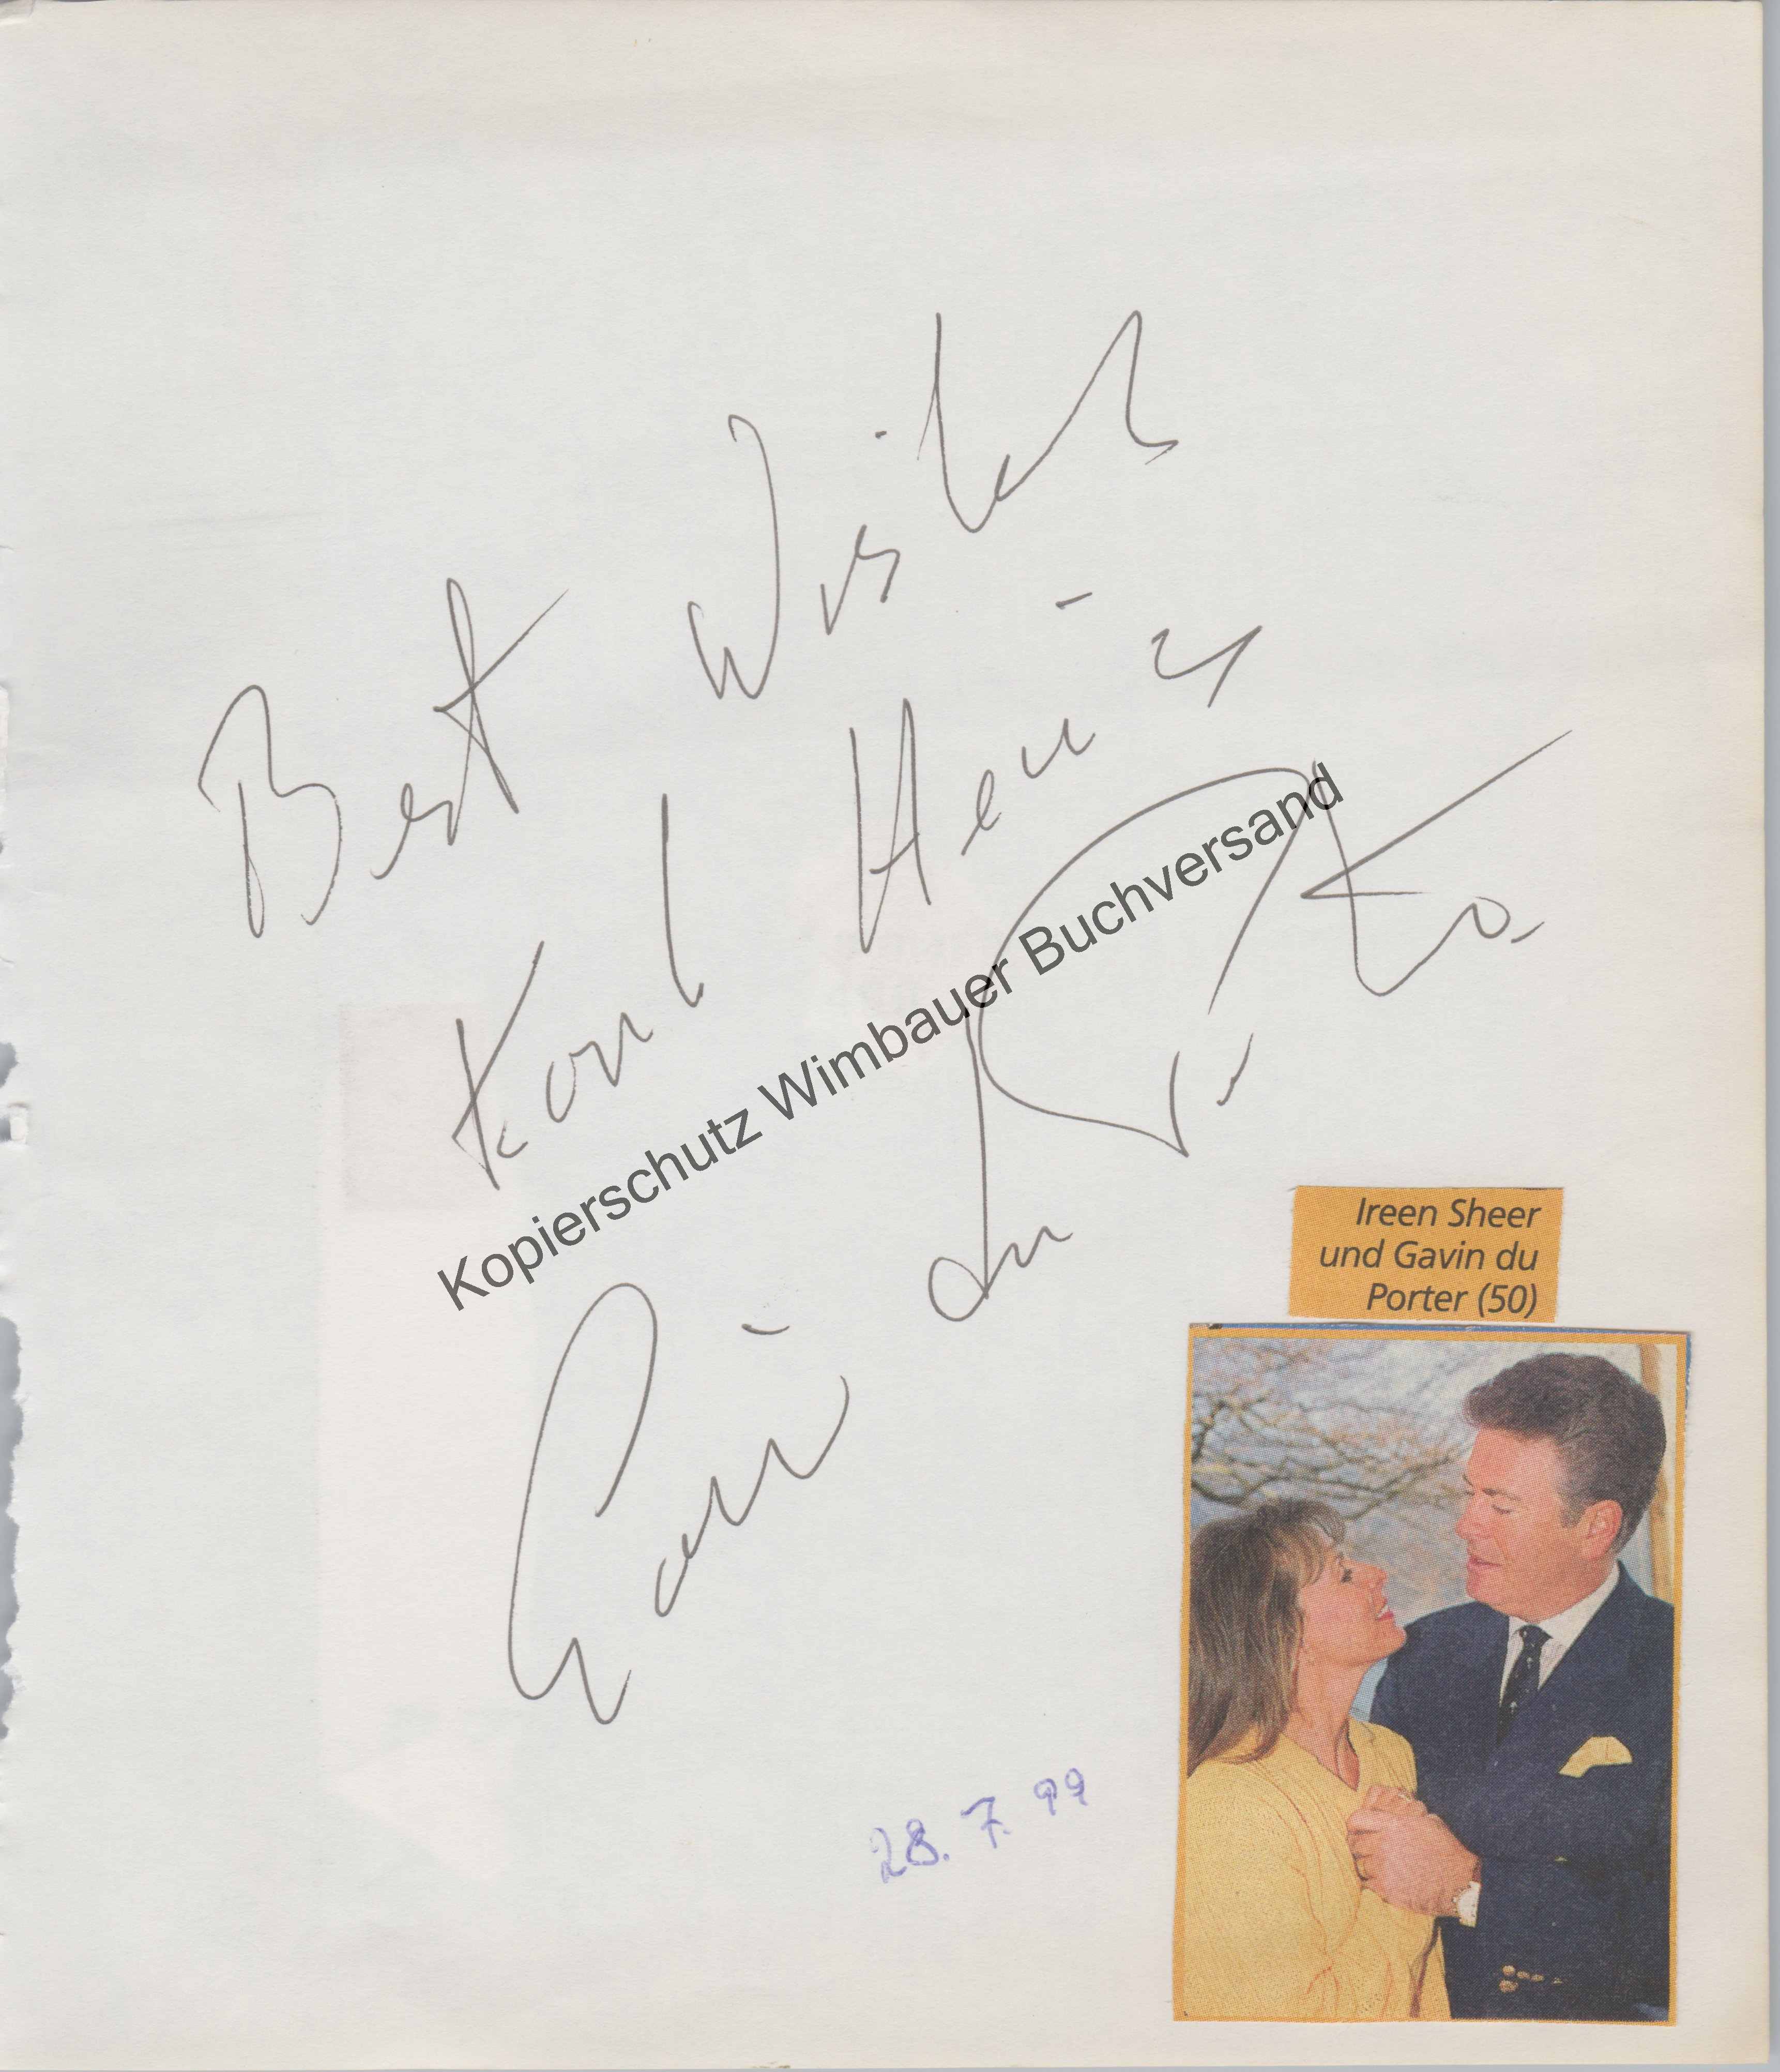 Best Wishes
Karl Heinz
Gavin du Porter
Kopierschutz Wimbauer Buchversand
Ireen Sheer
und Gavin du
Porter (50)
28. 7. 99